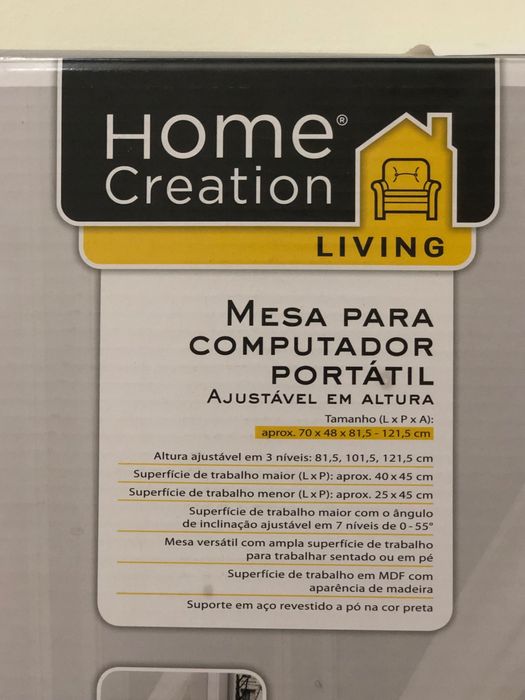 Home®
Creation
LIVING
MESA PARA
COMPUTADOR
PORTÁTIL
AJUSTÁVEL EM ALTURA
Tamanho (L x P x A):
aprox. 70 x 48 x 81,5 - 121,5 cm
Altura ajustável em 3 níveis: 81,5, 101,5, 121,5 cm
Superfície de trabalho maior (L x P): aprox. 40 x 45 cm
Superfície de trabalho menor (L x P): aprox. 25 x 45 cm
Superfície de trabalho maior com o ângulo
de inclinação ajustável em 7 níveis de 0 - 55°
Mesa versátil com ampla superfície de trabalho
para trabalhar sentado ou em pé
Superfície de trabalho em MDF com
aparência de madeira
Suporte em aço revestido a pó na cor preta